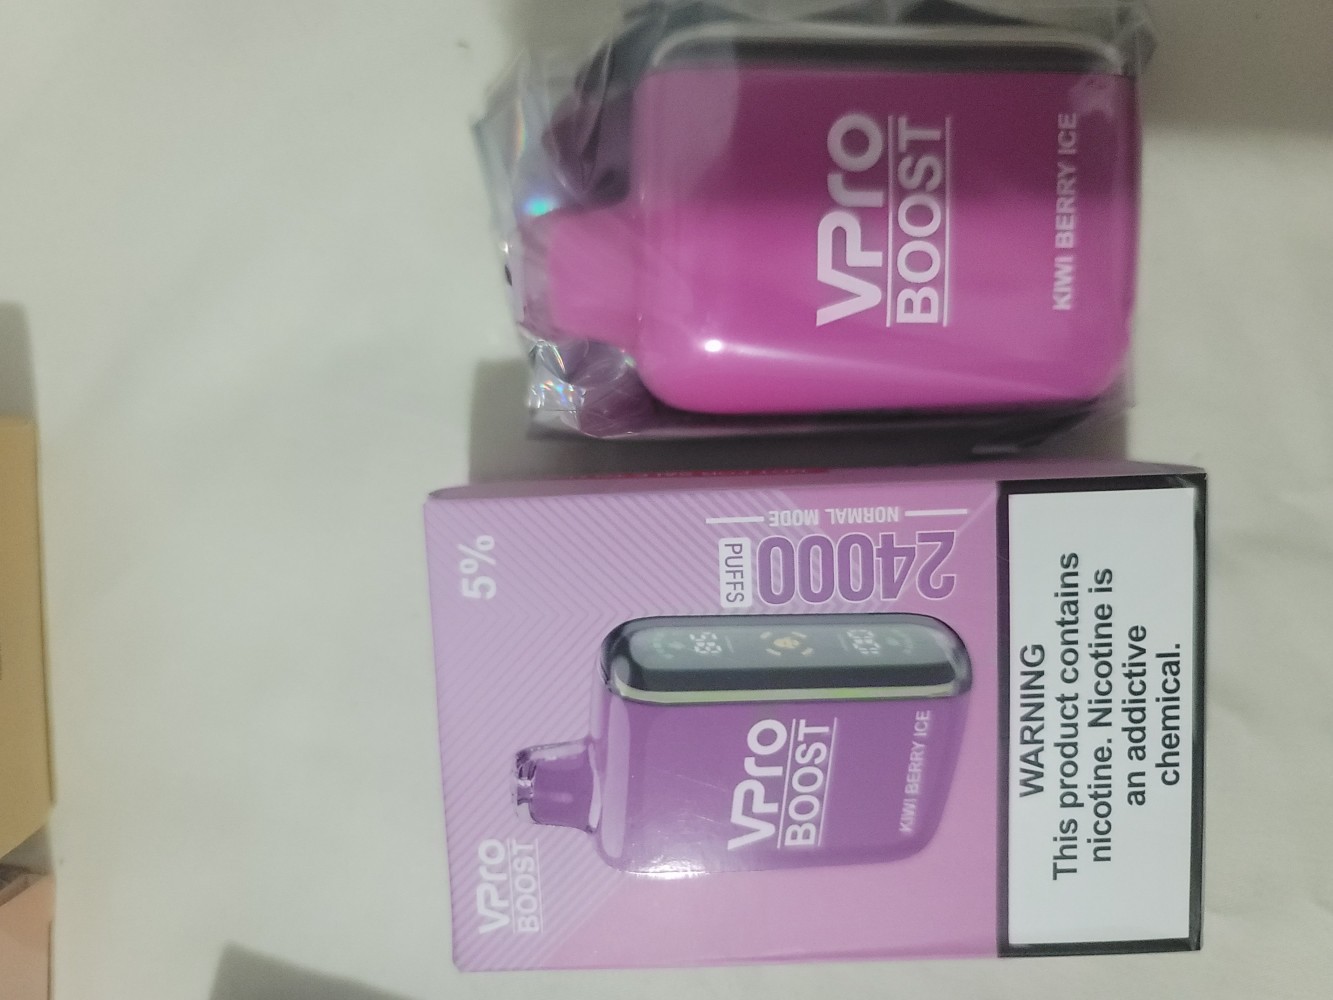 VPro
BOOST
KIWI BERRY ICE
5%
VPro
BOOST
24000
PUFFS
NORMAL MODE
VPro
BOOST
KIWI BERRY ICE
WARNING
This product contains
nicotine. Nicotine is
an addictive
chemical.